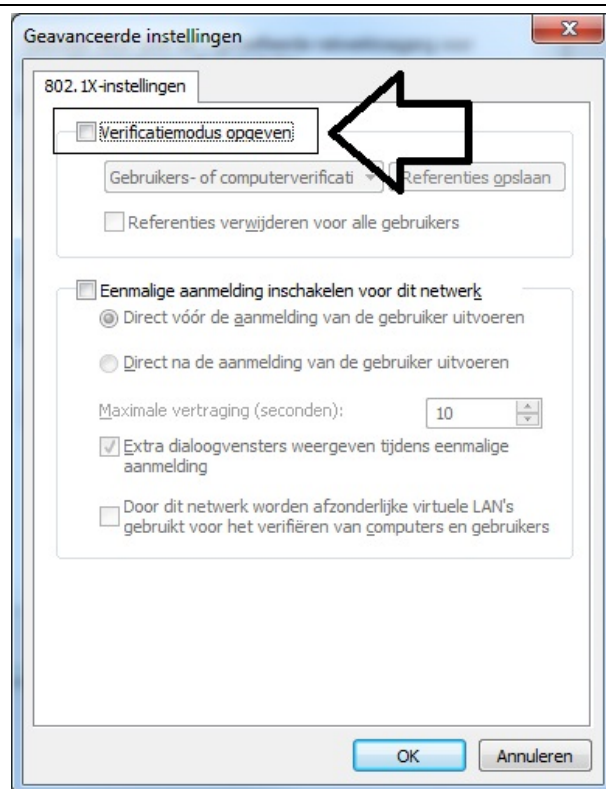 Geavanceerde instellingen
802.1X-instellingen
Verificatiemodus opgeven
Gebruikers- of computerverificati
Referenties opslaan
Referenties verwijderen voor alle gebruikers
Eenmalige aanmelding inschakelen voor dit netwerk
Direct vóór de aanmelding van de gebruiker uitvoeren
Direct na de aanmelding van de gebruiker uitvoeren
Maximale vertraging (seconden):
10
Extra dialoogvensters weergeven tijdens eenmalige
aanmelding
Door dit netwerk worden afzonderlijke virtuele LAN's
gebruikt voor het verifiëren van computers en gebruikers
OK
Annuleren